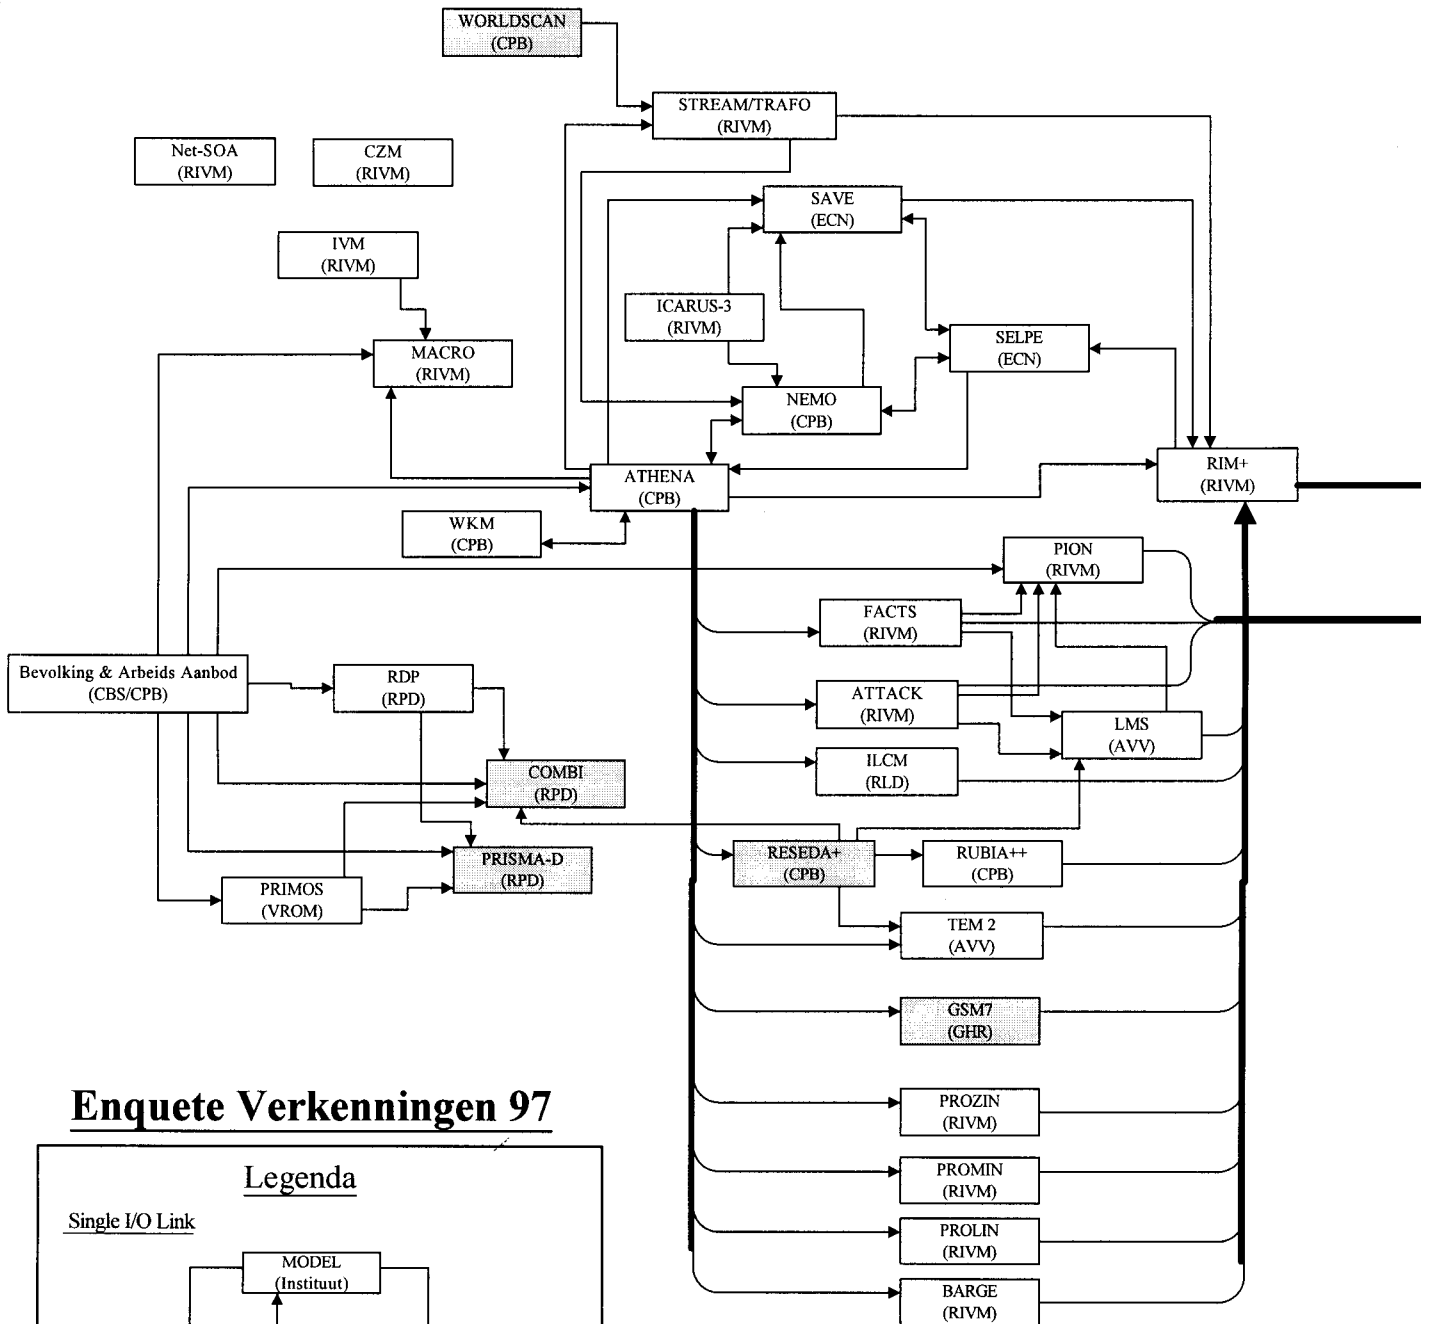 WORLDSCAN
(CPB)
STREAM/TRAFO
(RIVM)
Net-SOA
(RIVM)
CZM
(RIVM)
SAVE
(ECN)
IVM
(RIVM)
ICARUS-3
(RIVM)
SELPE
(ECN)
MACRO
(RIVM)
NEMO
(CPB)
ATHENA
(CPB)
RIM+
(RIVM)
WKM
(CPB)
PION
(RIVM)
FACTS
(RIVM)
Bevolking & Arbeids Aanbod
(CBS/CPB)
RDP
(RPD)
ATTACK
(RIVM)
LMS
(AVV)
ILCM
(RLD)
COMBI
(RPD)
RESEDA+
(CPB)
RUBIA++
(CPB)
PRISMA-D
(RPD)
PRIMOS
(VROM)
TEM 2
(AVV)
GSM7
(GHR)
Enquete Verkenningen 97
PROZIN
(RIVM)
PROMIN
(RIVM)
PROLIN
(RIVM)
BARGE
(RIVM)
Legenda
Single I/O Link
MODEL
(Instituut)